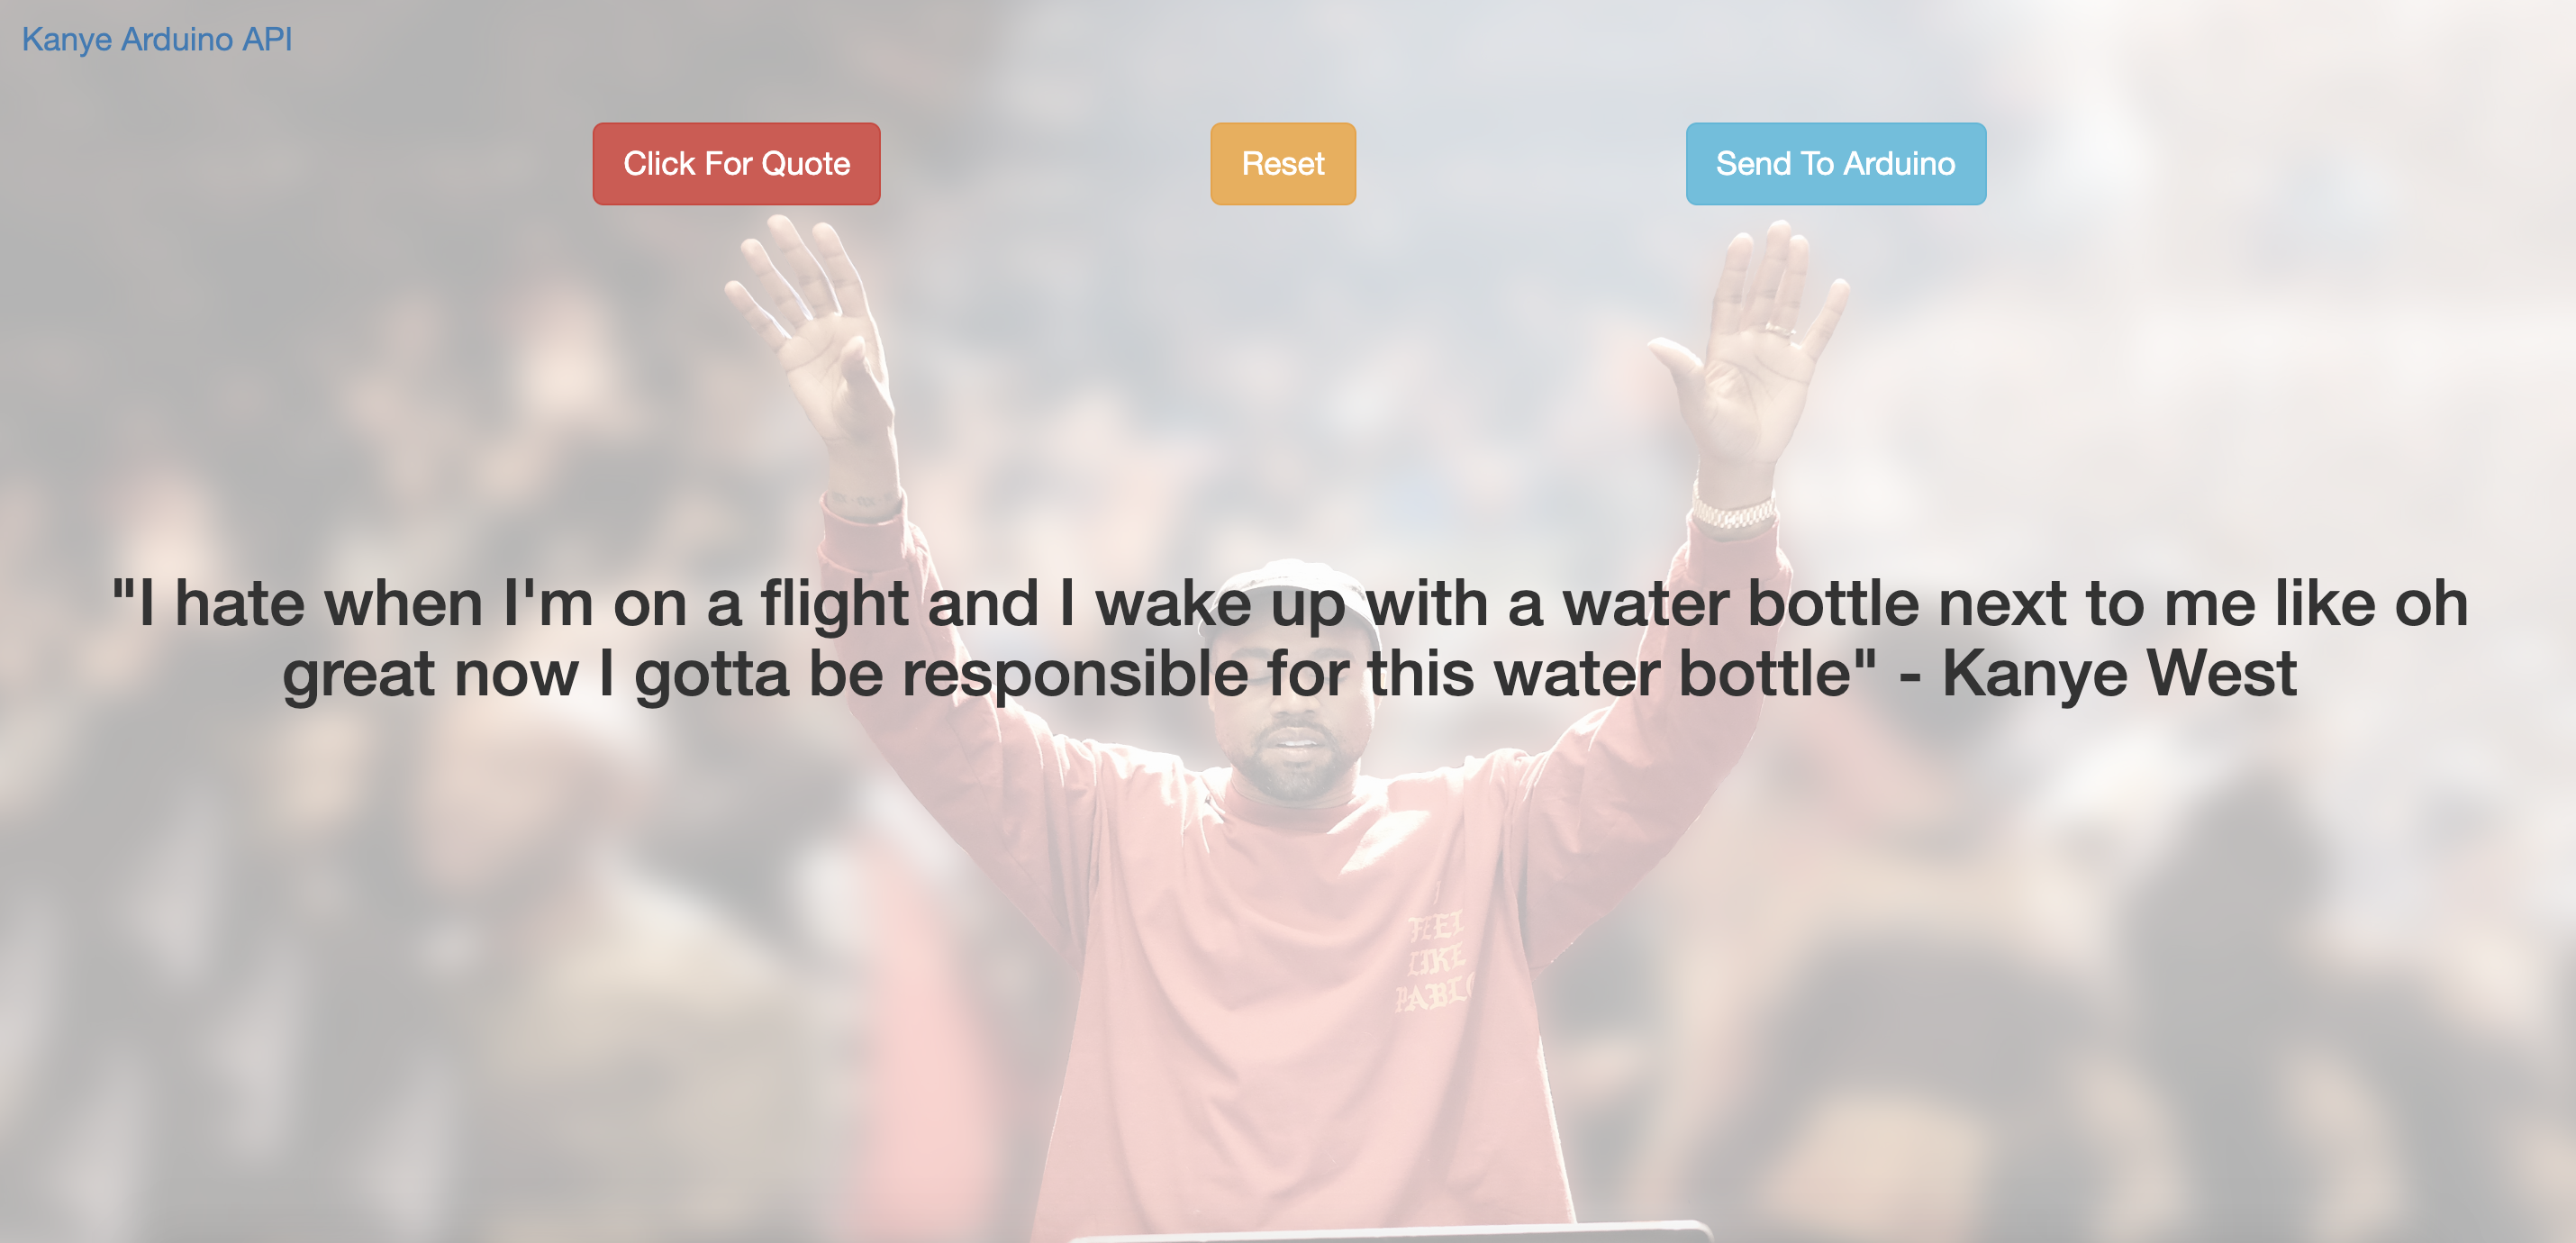 Kanye Arduino API
Click For Quote
Reset
Send To Arduino
"I hate when I'm on a flight and I wake up with a water bottle next to me like oh
great now I gotta be responsible for this water bottle" - Kanye West
I
FEEL
LIKE
PABLO